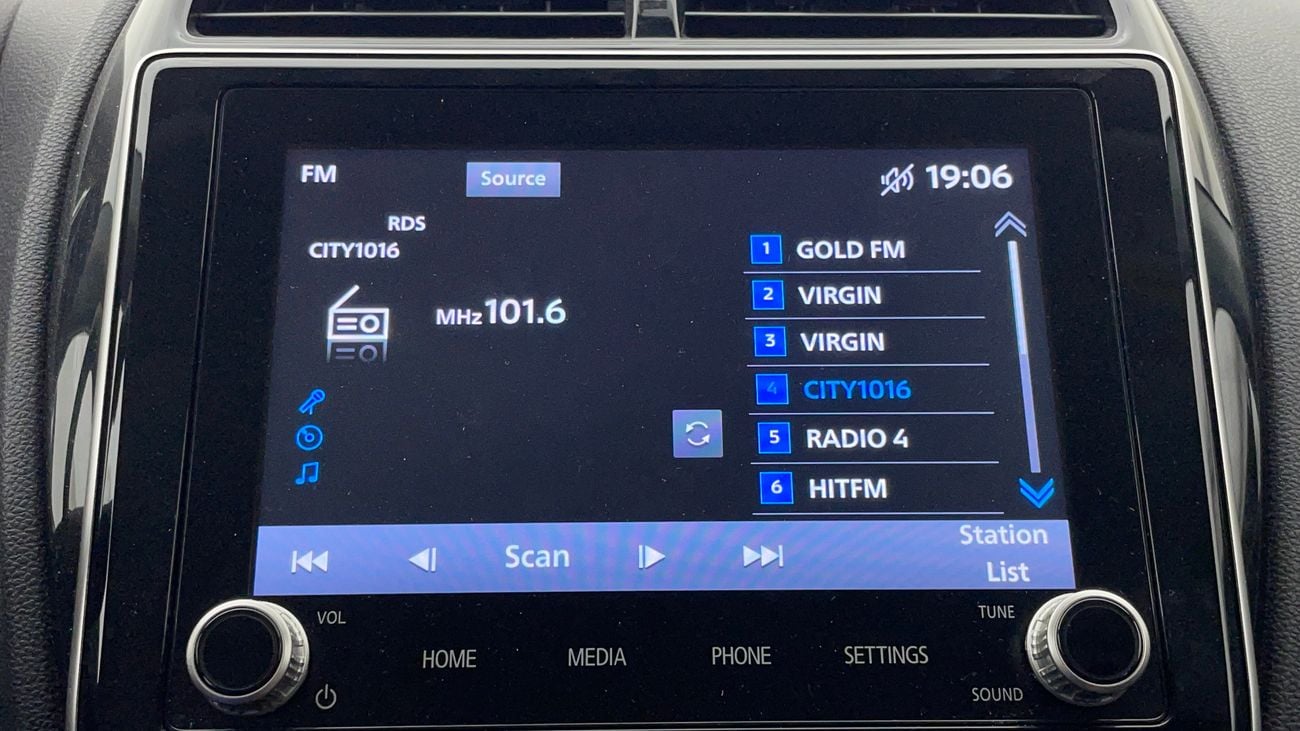 FM
Source
19:06
RDS
CITY1016
MHz 101.6
1 GOLD FM
2 VIRGIN
3 VIRGIN
4 CITY1016
5 RADIO 4
6 HITFM
Scan
Station
List
VOL
TUNE
HOME
MEDIA
PHONE
SETTINGS
SOUND